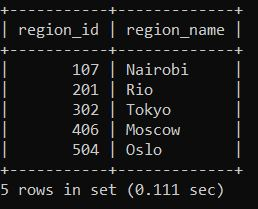 +-----------+-------------+
| region_id | region_name |
+-----------+-------------+
|       107 | Nairobi     |
|       201 | Rio         |
|       302 | Tokyo       |
|       406 | Moscow      |
|       504 | Oslo        |
+-----------+-------------+
5 rows in set (0.111 sec)